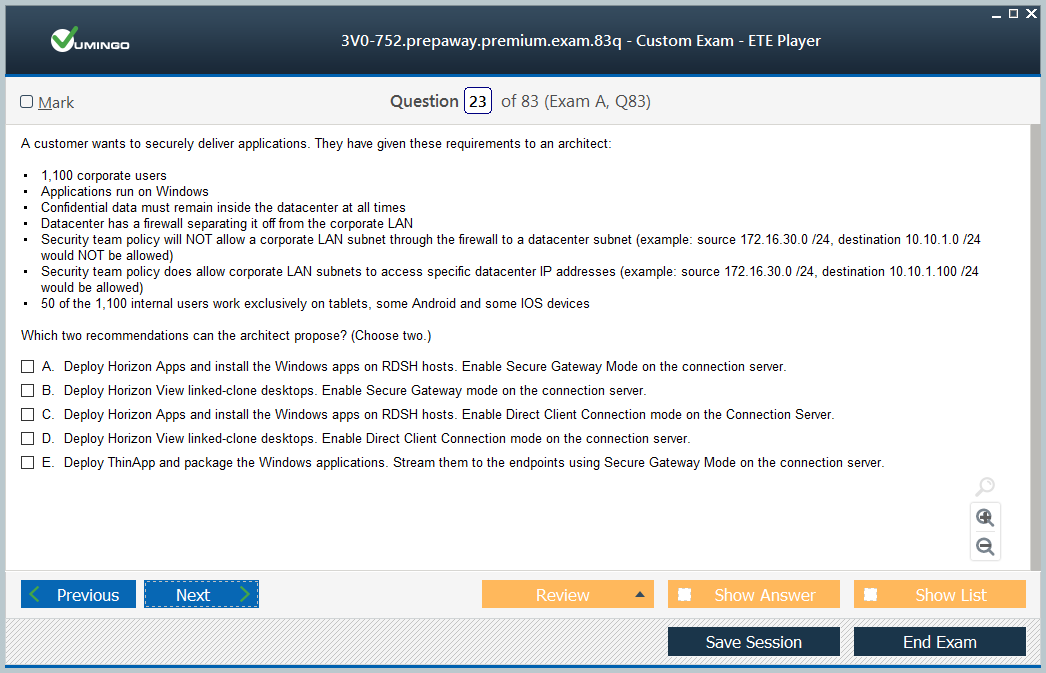 VUMINGO
3V0-752.prepaway.premium.exam.83q - Custom Exam - ETE Player
Mark
Question 23 of 83 (Exam A, Q83)
A customer wants to securely deliver applications. They have given these requirements to an architect:
• 1,100 corporate users
• Applications run on Windows
• Confidential data must remain inside the datacenter at all times
• Datacenter has a firewall separating it off from the corporate LAN
• Security team policy will NOT allow a corporate LAN subnet through the firewall to a datacenter subnet (example: source 172.16.30.0 /24, destination 10.10.1.0 /24
would NOT be allowed)
• Security team policy does allow corporate LAN subnets to access specific datacenter IP addresses (example: source 172.16.30.0 /24, destination 10.10.1.100 /24
would be allowed)
• 50 of the 1,100 internal users work exclusively on tablets, some Android and some IOS devices
Which two recommendations can the architect propose? (Choose two.)
A. Deploy Horizon Apps and install the Windows apps on RDSH hosts. Enable Secure Gateway Mode on the connection server.
B. Deploy Horizon View linked-clone desktops. Enable Secure Gateway mode on the connection server.
C. Deploy Horizon Apps and install the Windows apps on RDSH hosts. Enable Direct Client Connection mode on the Connection Server.
D. Deploy Horizon View linked-clone desktops. Enable Direct Client Connection mode on the connection server.
E. Deploy ThinApp and package the Windows applications. Stream them to the endpoints using Secure Gateway Mode on the connection server.
Previous
Next
Review
Show Answer
Show List
Save Session
End Exam